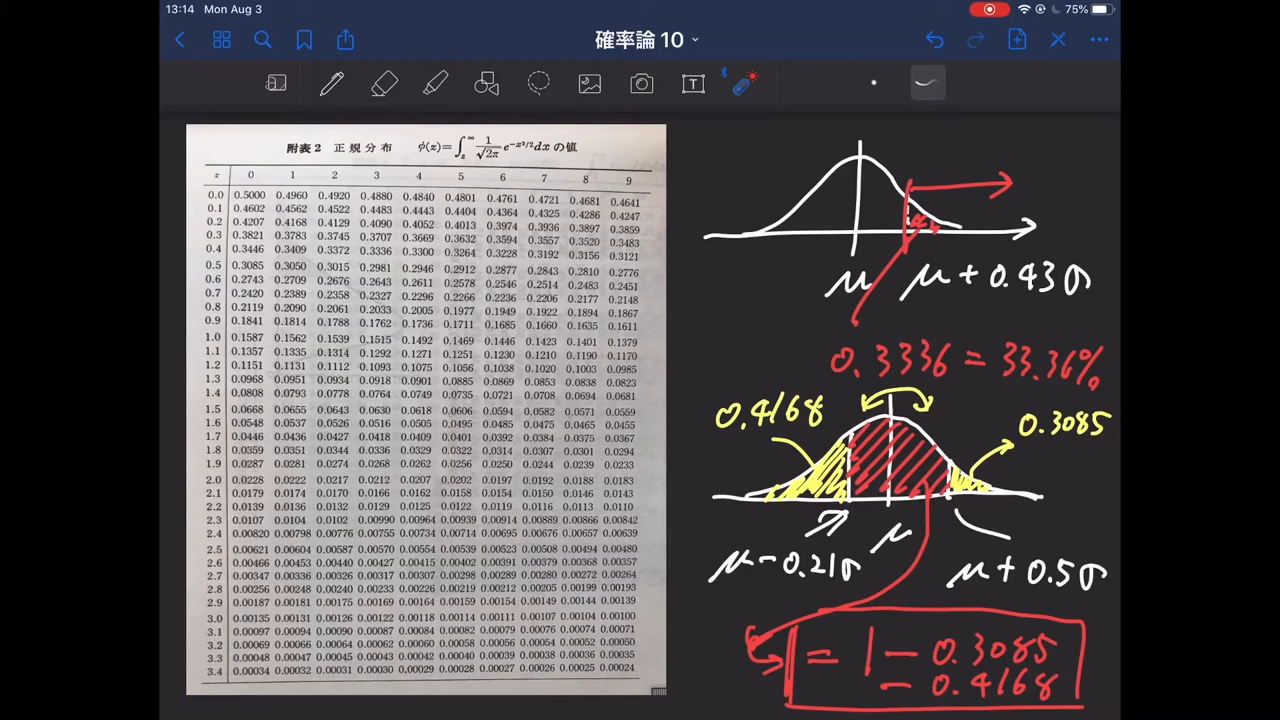 13:14 Mon Aug 3
75%
確率論 10
T
附表 2 正規分布 φ(z)=∫_z^∞ 1/√2π e^{-x²/2}dx の値
z 0 1 2 3 4 5 6 7 8 9
0.0 0.5000 0.4960 0.4920 0.4880 0.4840 0.4801 0.4761 0.4721 0.4681 0.4641
0.1 0.4602 0.4562 0.4522 0.4483 0.4443 0.4404 0.4364 0.4325 0.4286 0.4247
0.2 0.4207 0.4168 0.4129 0.4090 0.4052 0.4013 0.3974 0.3936 0.3897 0.3859
0.3 0.3821 0.3783 0.3745 0.3707 0.3669 0.3632 0.3594 0.3557 0.3520 0.3483
0.4 0.3446 0.3409 0.3372 0.3336 0.3300 0.3264 0.3228 0.3192 0.3156 0.3121
0.5 0.3085 0.3050 0.3015 0.2981 0.2946 0.2912 0.2877 0.2843 0.2810 0.2776
0.6 0.2743 0.2709 0.2676 0.2643 0.2611 0.2578 0.2546 0.2514 0.2483 0.2451
0.7 0.2420 0.2389 0.2358 0.2327 0.2296 0.2266 0.2236 0.2206 0.2177 0.2148
0.8 0.2119 0.2090 0.2061 0.2033 0.2005 0.1977 0.1949 0.1922 0.1894 0.1867
0.9 0.1841 0.1814 0.1788 0.1762 0.1736 0.1711 0.1685 0.1660 0.1635 0.1611
1.0 0.1587 0.1562 0.1539 0.1515 0.1492 0.1469 0.1446 0.1423 0.1401 0.1379
1.1 0.1357 0.1335 0.1314 0.1292 0.1271 0.1251 0.1230 0.1210 0.1190 0.1170
1.2 0.1151 0.1131 0.1112 0.1093 0.1075 0.1056 0.1038 0.1020 0.1003 0.0985
1.3 0.0968 0.0951 0.0934 0.0918 0.0901 0.0885 0.0869 0.0853 0.0838 0.0823
1.4 0.0808 0.0793 0.0778 0.0764 0.0749 0.0735 0.0721 0.0708 0.0694 0.0681
1.5 0.0668 0.0655 0.0643 0.0630 0.0618 0.0606 0.0594 0.0582 0.0571 0.0559
1.6 0.0548 0.0537 0.0526 0.0516 0.0505 0.0495 0.0485 0.0475 0.0465 0.0455
1.7 0.0446 0.0436 0.0427 0.0418 0.0409 0.0401 0.0392 0.0384 0.0375 0.0367
1.8 0.0359 0.0351 0.0344 0.0336 0.0329 0.0322 0.0314 0.0307 0.0301 0.0294
1.9 0.0287 0.0281 0.0274 0.0268 0.0262 0.0256 0.0250 0.0244 0.0239 0.0233
2.0 0.0228 0.0222 0.0217 0.0212 0.0207 0.0202 0.0197 0.0192 0.0188 0.0183
2.1 0.0179 0.0174 0.0170 0.0166 0.0162 0.0158 0.0154 0.0150 0.0146 0.0143
2.2 0.0139 0.0136 0.0132 0.0129 0.0125 0.0122 0.0119 0.0116 0.0113 0.0110
2.3 0.0107 0.0104 0.0102 0.00990 0.00964 0.00939 0.00914 0.00889 0.00866 0.00842
2.4 0.00820 0.00798 0.00776 0.00755 0.00734 0.00714 0.00695 0.00676 0.00657 0.00639
2.5 0.00621 0.00604 0.00587 0.00570 0.00554 0.00539 0.00523 0.00508 0.00494 0.00480
2.6 0.00466 0.00453 0.00440 0.00427 0.00415 0.00402 0.00391 0.00379 0.00368 0.00357
2.7 0.00347 0.00336 0.00326 0.00317 0.00307 0.00298 0.00289 0.00280 0.00272 0.00264
2.8 0.00256 0.00248 0.00240 0.00233 0.00226 0.00219 0.00212 0.00205 0.00199 0.00193
2.9 0.00187 0.00181 0.00175 0.00169 0.00164 0.00159 0.00154 0.00149 0.00144 0.00139
3.0 0.00135 0.00131 0.00126 0.00122 0.00118 0.00114 0.00111 0.00107 0.00104 0.00100
3.1 0.00097 0.00094 0.00090 0.00087 0.00084 0.00082 0.00079 0.00076 0.00074 0.00071
3.2 0.00069 0.00066 0.00064 0.00062 0.00060 0.00058 0.00056 0.00054 0.00052 0.00050
3.3 0.00048 0.00047 0.00045 0.00043 0.00042 0.00040 0.00039 0.00038 0.00036 0.00035
3.4 0.00034 0.00032 0.00031 0.00030 0.00029 0.00028 0.00027 0.00026 0.00025 0.00024
μ μ + 0.43σ
0.3336 = 33.36%
0.4168 0.3085
μ - 0.21σ μ μ + 0.5σ
= 1 - 0.3085
- 0.4168